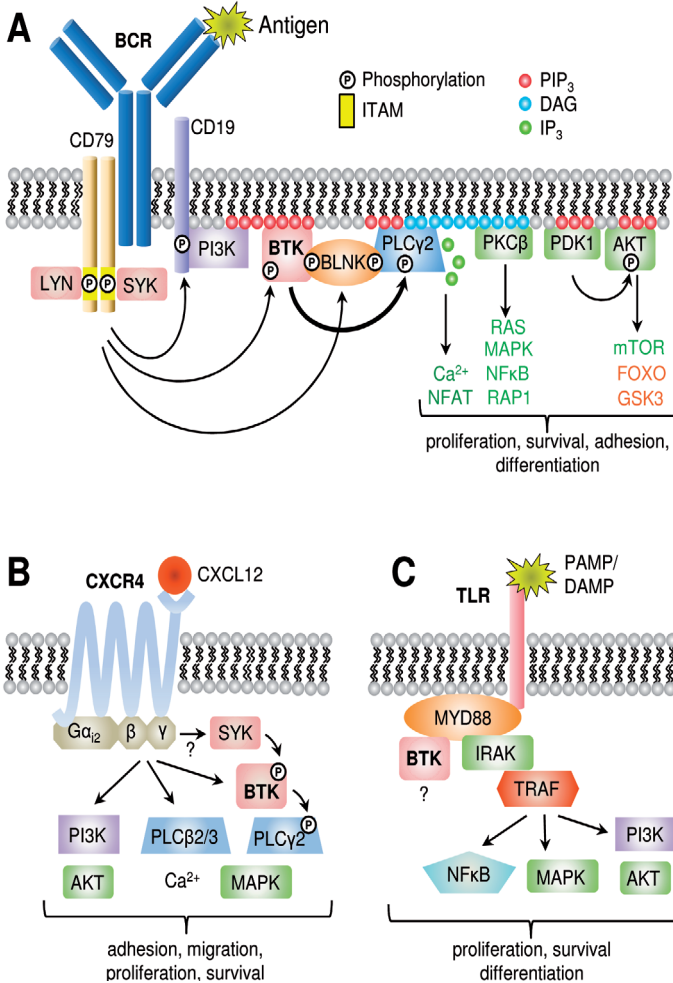 A
BCR
Antigen
P Phosphorylation
ITAM
PIP3
DAG
IP3
CD79
CD19
P
PI3K
BTK
P
P BLNK P
PLCγ2
P
PKCβ
PDK1
AKT
P
LYN
P
P
SYK
RAS
MAPK
NFκB
RAP1
Ca2+
NFAT
mTOR
FOXO
GSK3
proliferation, survival, adhesion,
differentiation
B
CXCR4
CXCL12
Gαi2
β
γ
?
SYK
P
BTK
P
PI3K
PLCβ2/3
PLCγ2
AKT
Ca2+
MAPK
adhesion, migration,
proliferation, survival
C
TLR
PAMP/
DAMP
MYD88
BTK
IRAK
?
TRAF
PI3K
NFκB
MAPK
AKT
proliferation, survival
differentiation